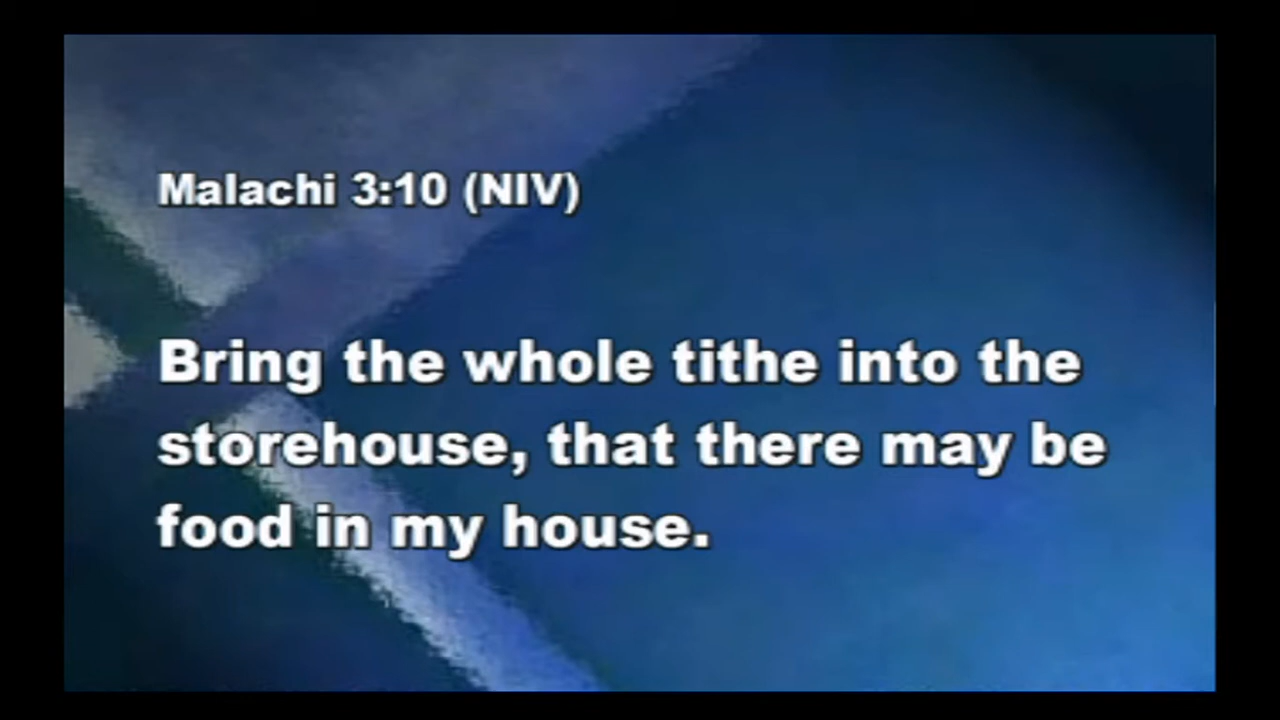 Malachi 3:10 (NIV)
Bring the whole tithe into the
storehouse, that there may be
food in my house.